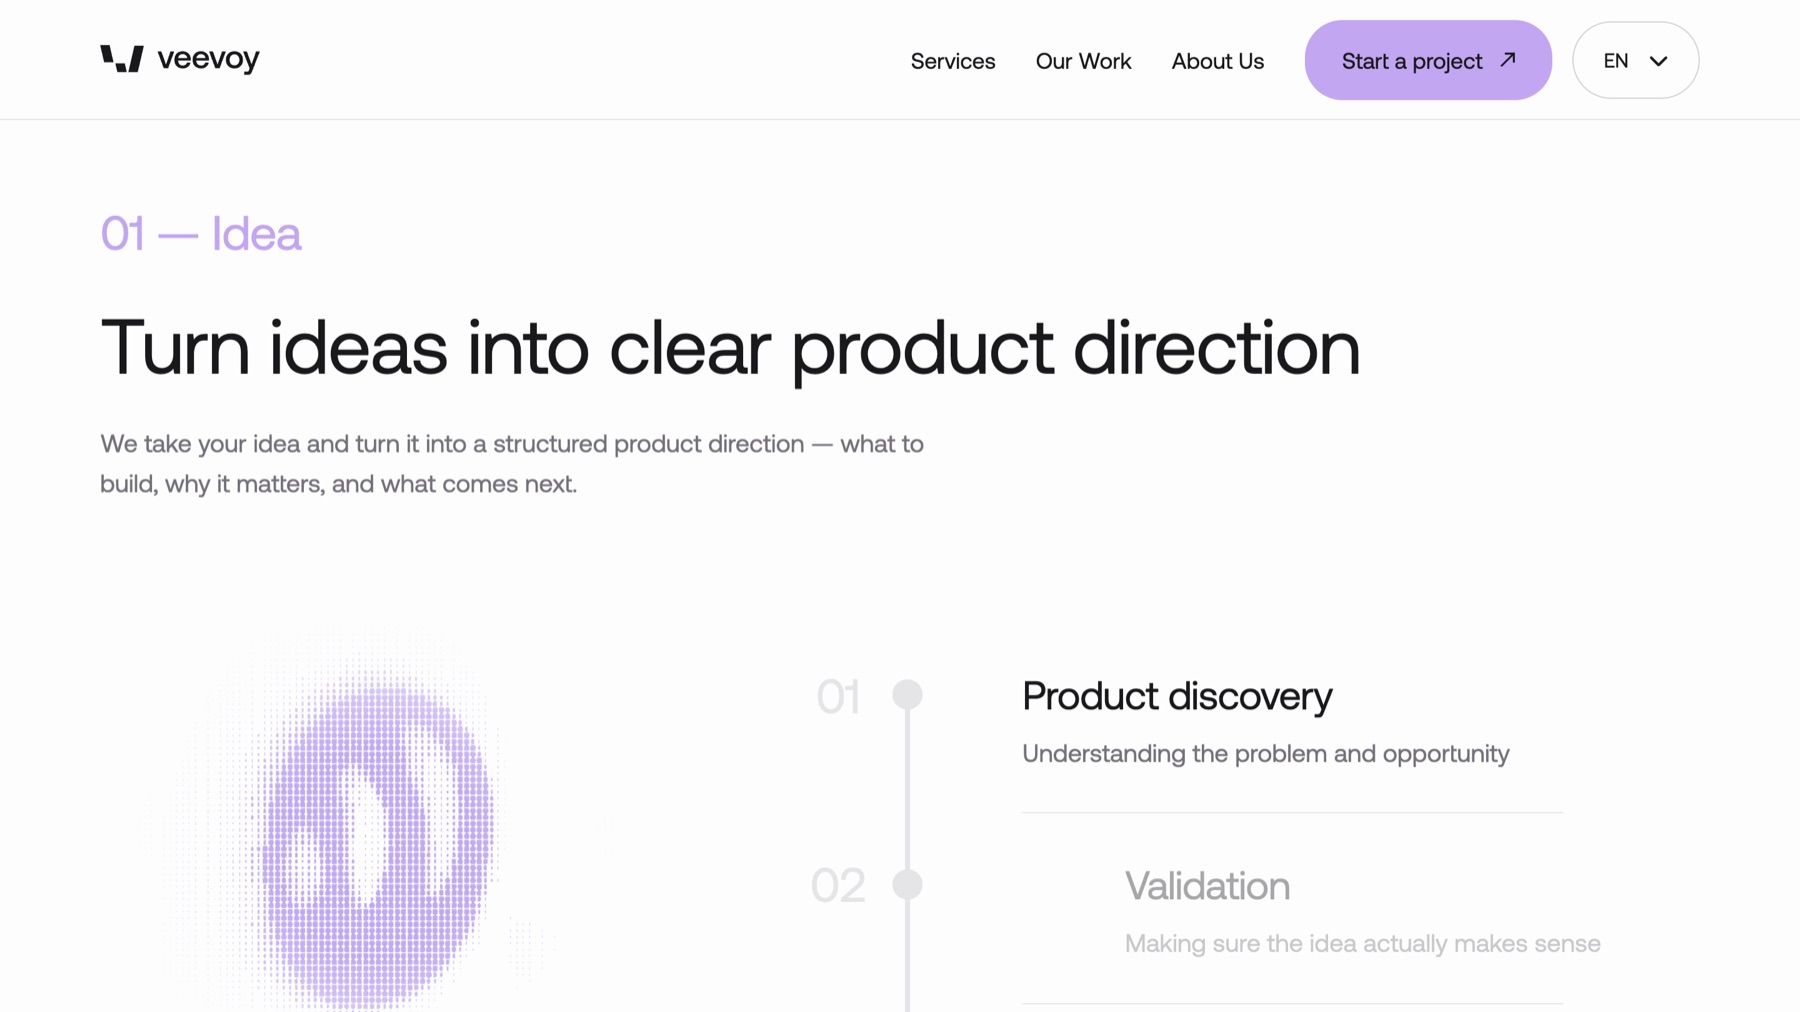 veevoy
Services
Our Work
About Us
Start a project
EN
01 — Idea
Turn ideas into clear product direction
We take your idea and turn it into a structured product direction — what to
build, why it matters, and what comes next.
01
Product discovery
Understanding the problem and opportunity
02
Validation
Making sure the idea actually makes sense